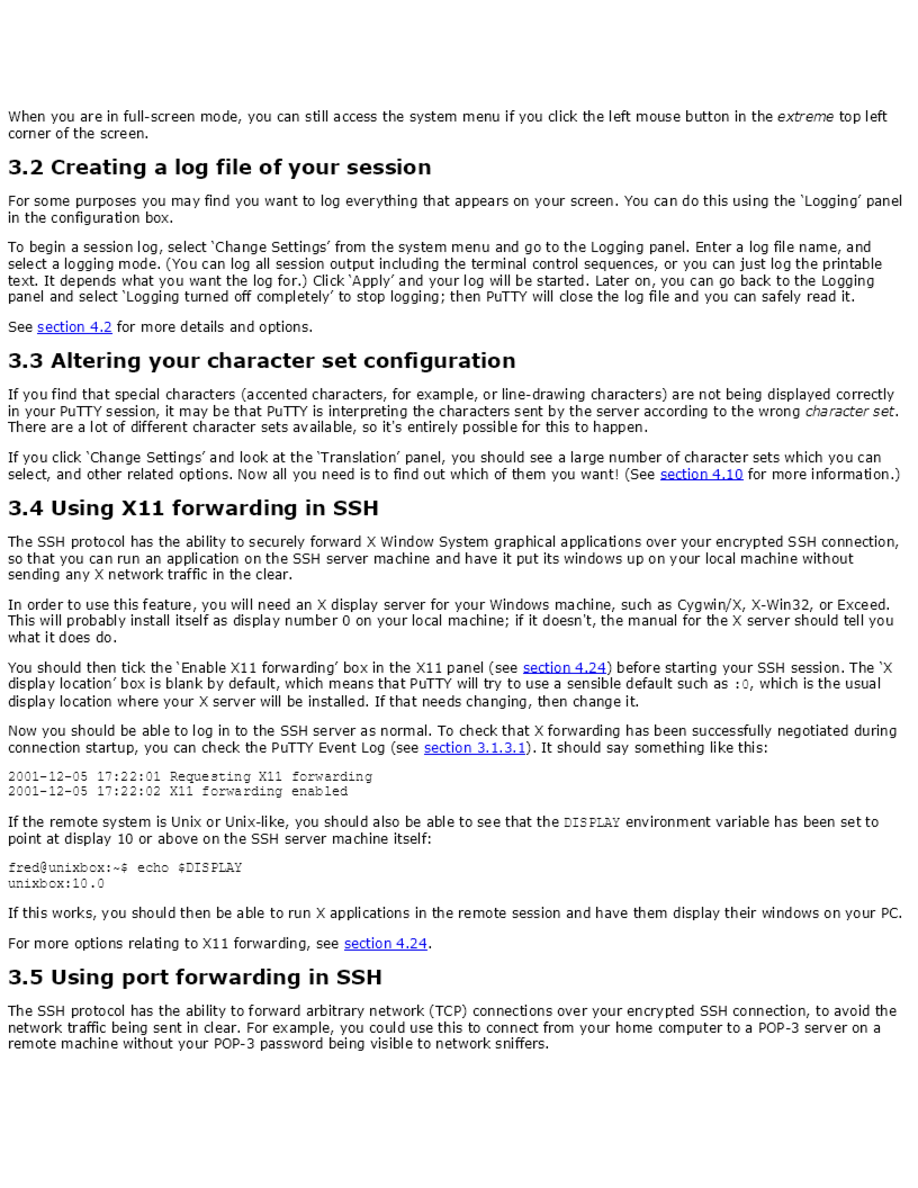 When you are in full-screen mode, you can still access the system menu if you click the left mouse button in the extreme top left
corner of the screen.
3.2 Creating a log file of your session
For some purposes you may find you want to log everything that appears on your screen. You can do this using the `Logging' panel
in the configuration box.
To begin a session log, select `Change Settings' from the system menu and go to the Logging panel. Enter a log file name, and
select a logging mode. (You can log all session output including the terminal control sequences, or you can just log the printable
text. It depends what you want the log for.) Click `Apply' and your log will be started. Later on, you can go back to the Logging
panel and select `Logging turned off completely' to stop logging; then PuTTY will close the log file and you can safely read it.
See section 4.2 for more details and options.
3.3 Altering your character set configuration
If you find that special characters (accented characters, for example, or line-drawing characters) are not being displayed correctly
in your PuTTY session, it may be that PuTTY is interpreting the characters sent by the server according to the wrong character set.
There are a lot of different character sets available, so it's entirely possible for this to happen.
If you click `Change Settings' and look at the `Translation' panel, you should see a large number of character sets which you can
select, and other related options. Now all you need is to find out which of them you want! (See section 4.10 for more information.)
3.4 Using X11 forwarding in SSH
The SSH protocol has the ability to securely forward X Window System graphical applications over your encrypted SSH connection,
so that you can run an application on the SSH server machine and have it put its windows up on your local machine without
sending any X network traffic in the clear.
In order to use this feature, you will need an X display server for your Windows machine, such as Cygwin/X, X-Win32, or Exceed.
This will probably install itself as display number 0 on your local machine; if it doesn't, the manual for the X server should tell you
what it does do.
You should then tick the `Enable X11 forwarding' box in the X11 panel (see section 4.24) before starting your SSH session. The `X
display location' box is blank by default, which means that PuTTY will try to use a sensible default such as :0, which is the usual
display location where your X server will be installed. If that needs changing, then change it.
Now you should be able to log in to the SSH server as normal. To check that X forwarding has been successfully negotiated during
connection startup, you can check the PuTTY Event Log (see section 3.1.3.1). It should say something like this:
2001-12-05 17:22:01 Requesting X11 forwarding
2001-12-05 17:22:02 X11 forwarding enabled
If the remote system is Unix or Unix-like, you should also be able to see that the DISPLAY environment variable has been set to
point at display 10 or above on the SSH server machine itself:
fred@unixbox:~$ echo $DISPLAY
unixbox:10.0
If this works, you should then be able to run X applications in the remote session and have them display their windows on your PC.
For more options relating to X11 forwarding, see section 4.24.
3.5 Using port forwarding in SSH
The SSH protocol has the ability to forward arbitrary network (TCP) connections over your encrypted SSH connection, to avoid the
network traffic being sent in clear. For example, you could use this to connect from your home computer to a POP-3 server on a
remote machine without your POP-3 password being visible to network sniffers.